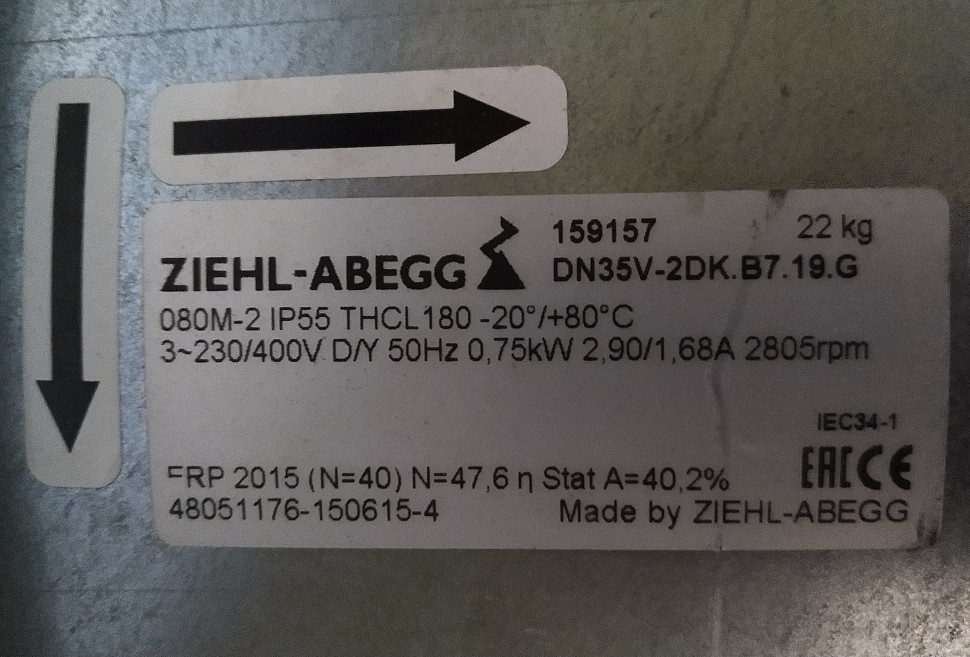 159157 22 kg
ZIEHL-ABEGG DN35V-2DK.B7.19.G
080M-2 IP55 THCL180 -20°/+80°C
3~230/400V D/Y 50Hz 0,75kW 2,90/1,68A 2805rpm
IEC34-1
ERP 2015 (N=40) N=47,6 η Stat A=40,2% EAC CE
48051176-150615-4 Made by ZIEHL-ABEGG